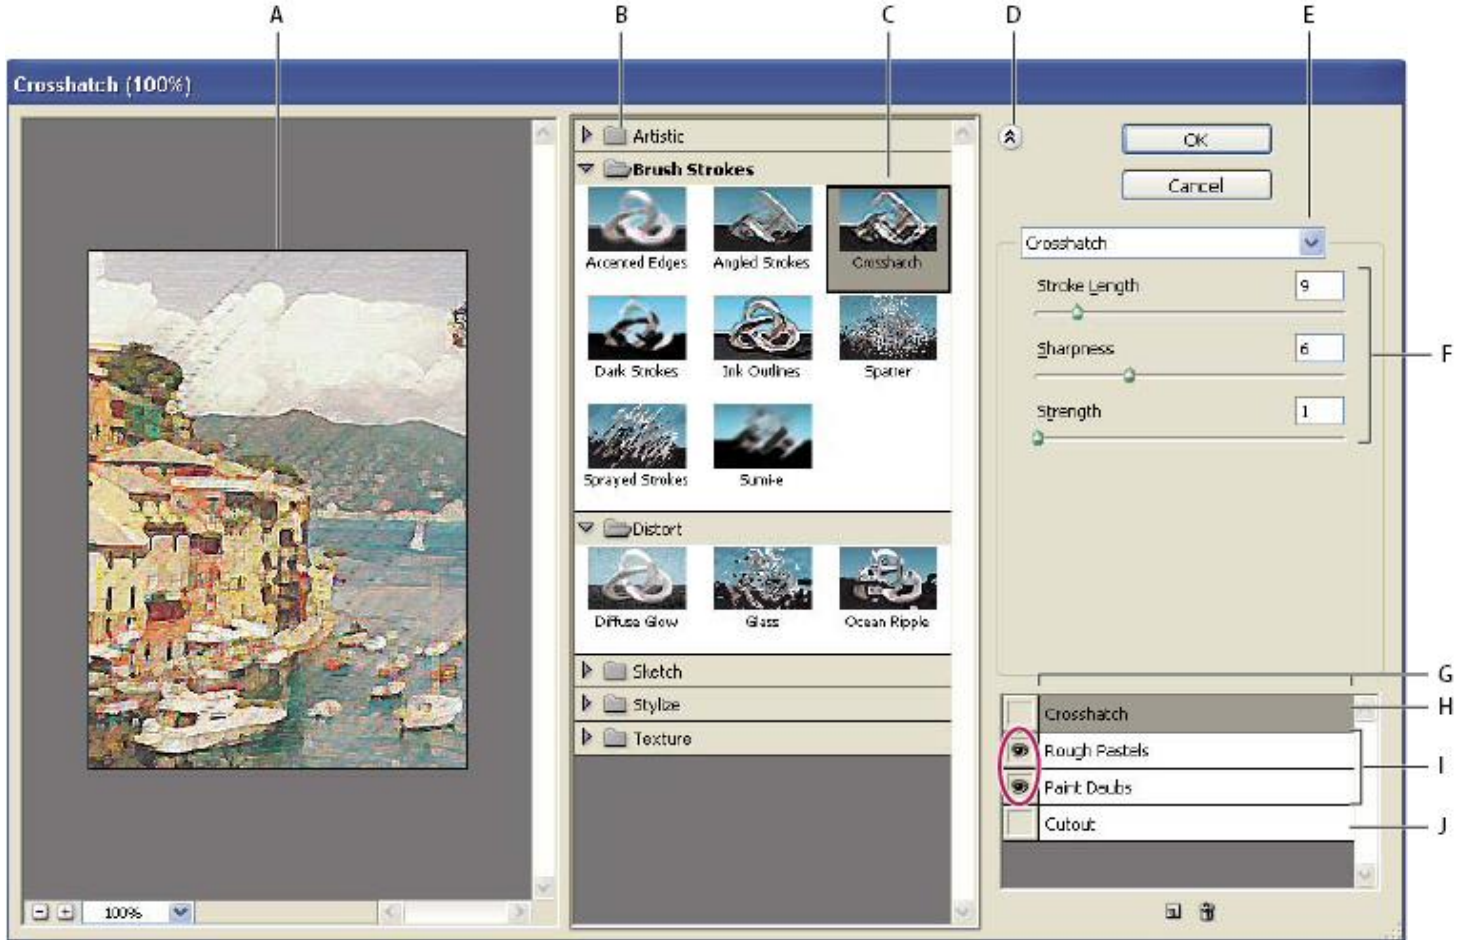 A B C D E
Crosshatch (100%)
Artistic
Brush Strokes
Accented Edges
Angled Strokes
Crosshatch
Dark Strokes
Ink Outlines
Spatter
Sprayed Strokes
Sumi-e
Distort
Diffuse Glow
Glass
Ocean Ripple
Sketch
Stylize
Texture
100%
OK
Cancel
Crosshatch
Stroke Length 9
Sharpness 6
Strength 1
F
G
H
Crosshatch
Rough Pastels
I
Paint Daubs
Cutout
J